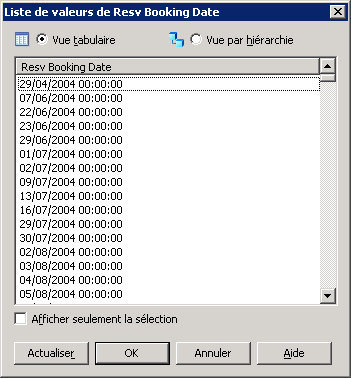 Liste de valeurs de Resv Booking Date
Vue tabulaire
Vue par hiérarchie
Resv Booking Date
29/04/2004 00:00:00
07/06/2004 00:00:00
22/06/2004 00:00:00
23/06/2004 00:00:00
29/06/2004 00:00:00
01/07/2004 00:00:00
02/07/2004 00:00:00
09/07/2004 00:00:00
13/07/2004 00:00:00
16/07/2004 00:00:00
29/07/2004 00:00:00
30/07/2004 00:00:00
02/08/2004 00:00:00
03/08/2004 00:00:00
04/08/2004 00:00:00
05/08/2004 00:00:00
Afficher seulement la sélection
Actualiser
OK
Annuler
Aide